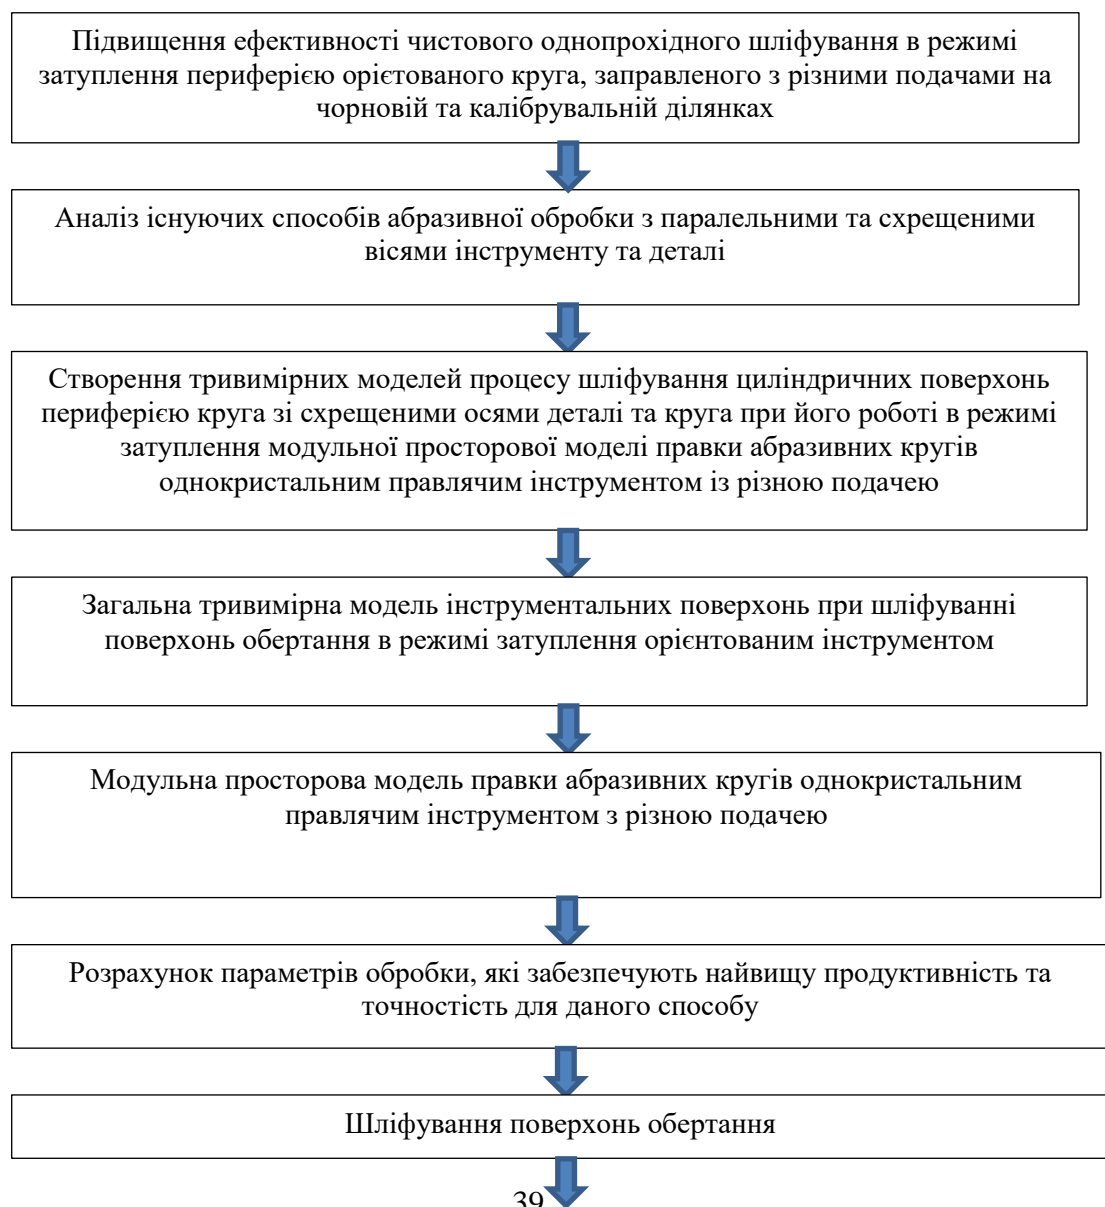 Підвищення ефективності чистового однопрохідного шліфування в режимі
затуплення периферією орієтованого круга, заправленого з різними подачами на
чорновій та калібрувальній ділянках
Аналіз існуючих способів абразивної обробки з паралельними та схрещеними
вісями інструменту та деталі
Створення тривимірних моделей процесу шліфування циліндричних поверхонь
периферією круга зі схрещеними осями деталі та круга при його роботі в режимі
затуплення модульної просторової моделі правки абразивних кругів
однокристальним правлячим інструментом із різною подачею
Загальна тривимірна модель інструментальних поверхонь при шліфуванні
поверхонь обертання в режимі затуплення орієнтованим інструментом
Модульна просторова модель правки абразивних кругів однокристальним
правлячим інструментом з різною подачею
Розрахунок параметрів обробки, які забезпечують найвищу продуктивність та
точностість для даного способу
Шліфування поверхонь обертання
39